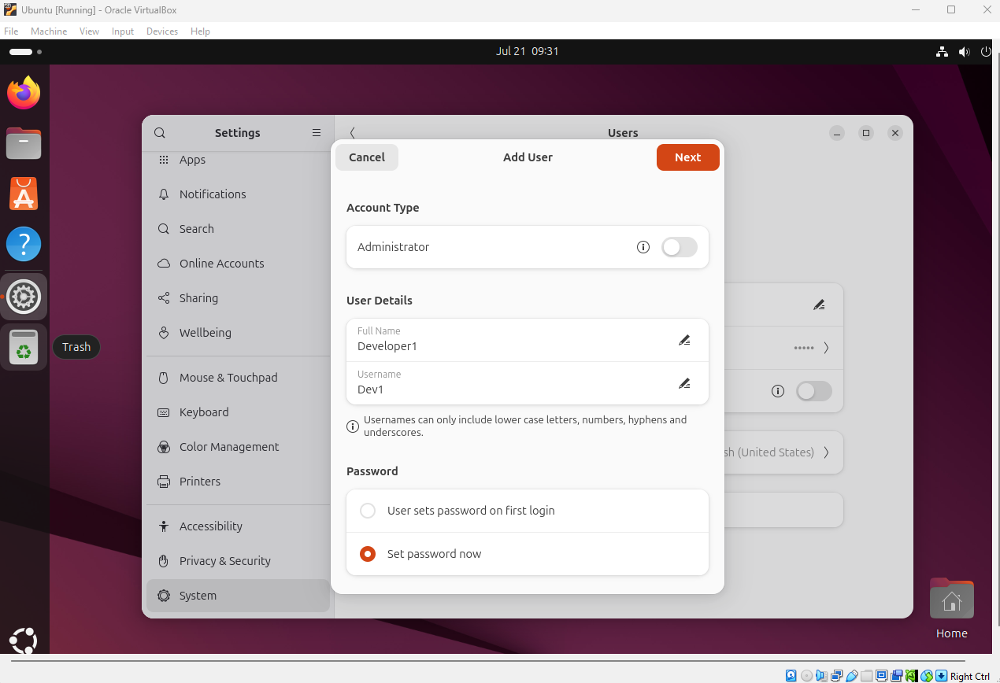 Ubuntu [Running] - Oracle VirtualBox
File Machine View Input Devices Help
Jul 21 09:31
Settings
Users
Cancel
Add User
Next
Apps
Notifications
Search
Online Accounts
Sharing
Wellbeing
Mouse & Touchpad
Keyboard
Color Management
Printers
Accessibility
Privacy & Security
System
Trash
Account Type
Administrator
User Details
Full Name
Developer1
Username
Dev1
Usernames can only include lower case letters, numbers, hyphens and
underscores.
Password
User sets password on first login
Set password now
sh (United States)
Home
Right Ctrl